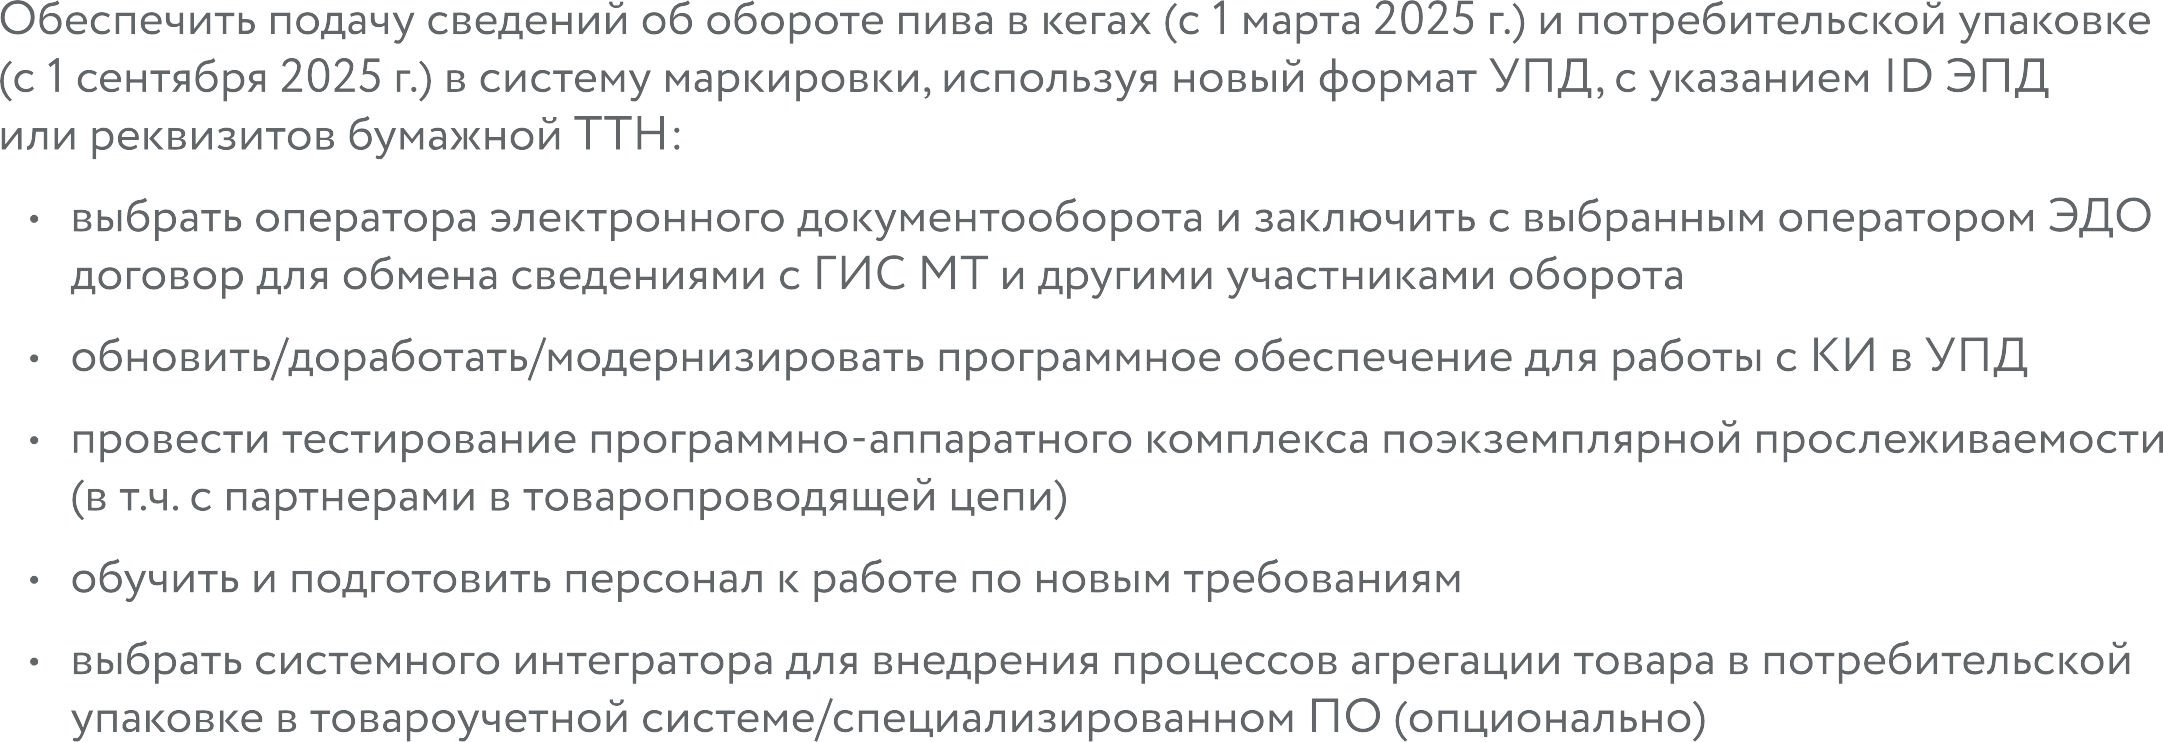 Обеспечить подачу сведений об обороте пива в кегах (с 1 марта 2025 г.) и потребительской упаковке
(с 1 сентября 2025 г.) в систему маркировки, используя новый формат УПД, с указанием ID ЭПД
или реквизитов бумажной ТТН:
• выбрать оператора электронного документооборота и заключить с выбранным оператором ЭДО
договор для обмена сведениями с ГИС МТ и другими участниками оборота
• обновить/доработать/модернизировать программное обеспечение для работы с КИ в УПД
• провести тестирование программно-аппаратного комплекса поэкземплярной прослеживаемости
(в т.ч. с партнерами в товаропроводящей цепи)
• обучить и подготовить персонал к работе по новым требованиям
• выбрать системного интегратора для внедрения процессов агрегации товара в потребительской
упаковке в товароучетной системе/специализированном ПО (опционально)